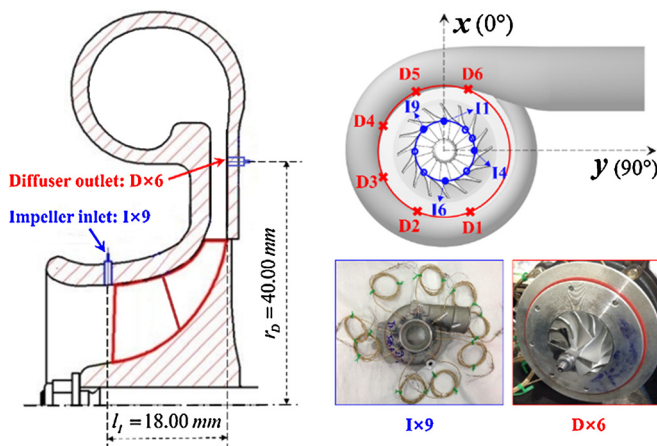 Diffuser outlet: D×6
Impeller inlet: I×9
r_D = 40.00 mm
l_I = 18.00 mm
x (0°)
D5
D6
I9
I1
D4
y (90°)
D3
I4
I6
D2
D1
I×9
D×6